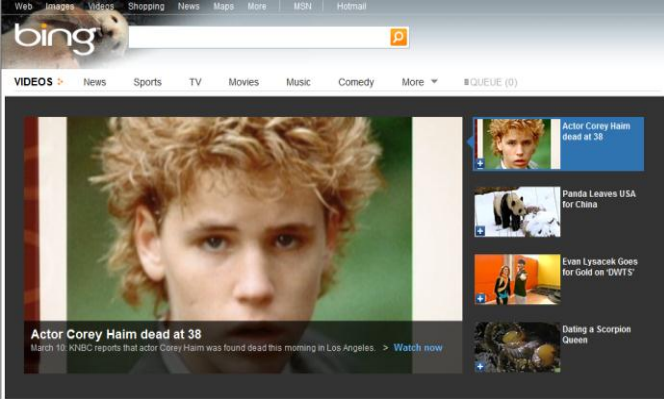 Web Images Videos Shopping News Maps More MSN Hotmail
bing
VIDEOS News Sports TV Movies Music Comedy More QUEUE (0)
Actor Corey Haim
dead at 38
Panda Leaves USA
for China
Evan Lysacek Goes
for Gold on 'DWTS'
Dating a Scorpion
Queen
Actor Corey Haim dead at 38
March 10: KNBC reports that actor Corey Haim was found dead this morning in Los Angeles. > Watch now